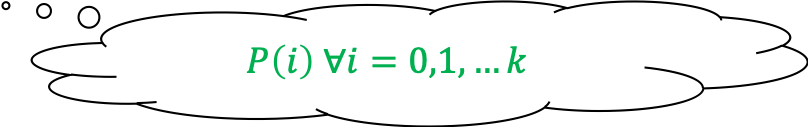 P(i) ∀i = 0,1, … k